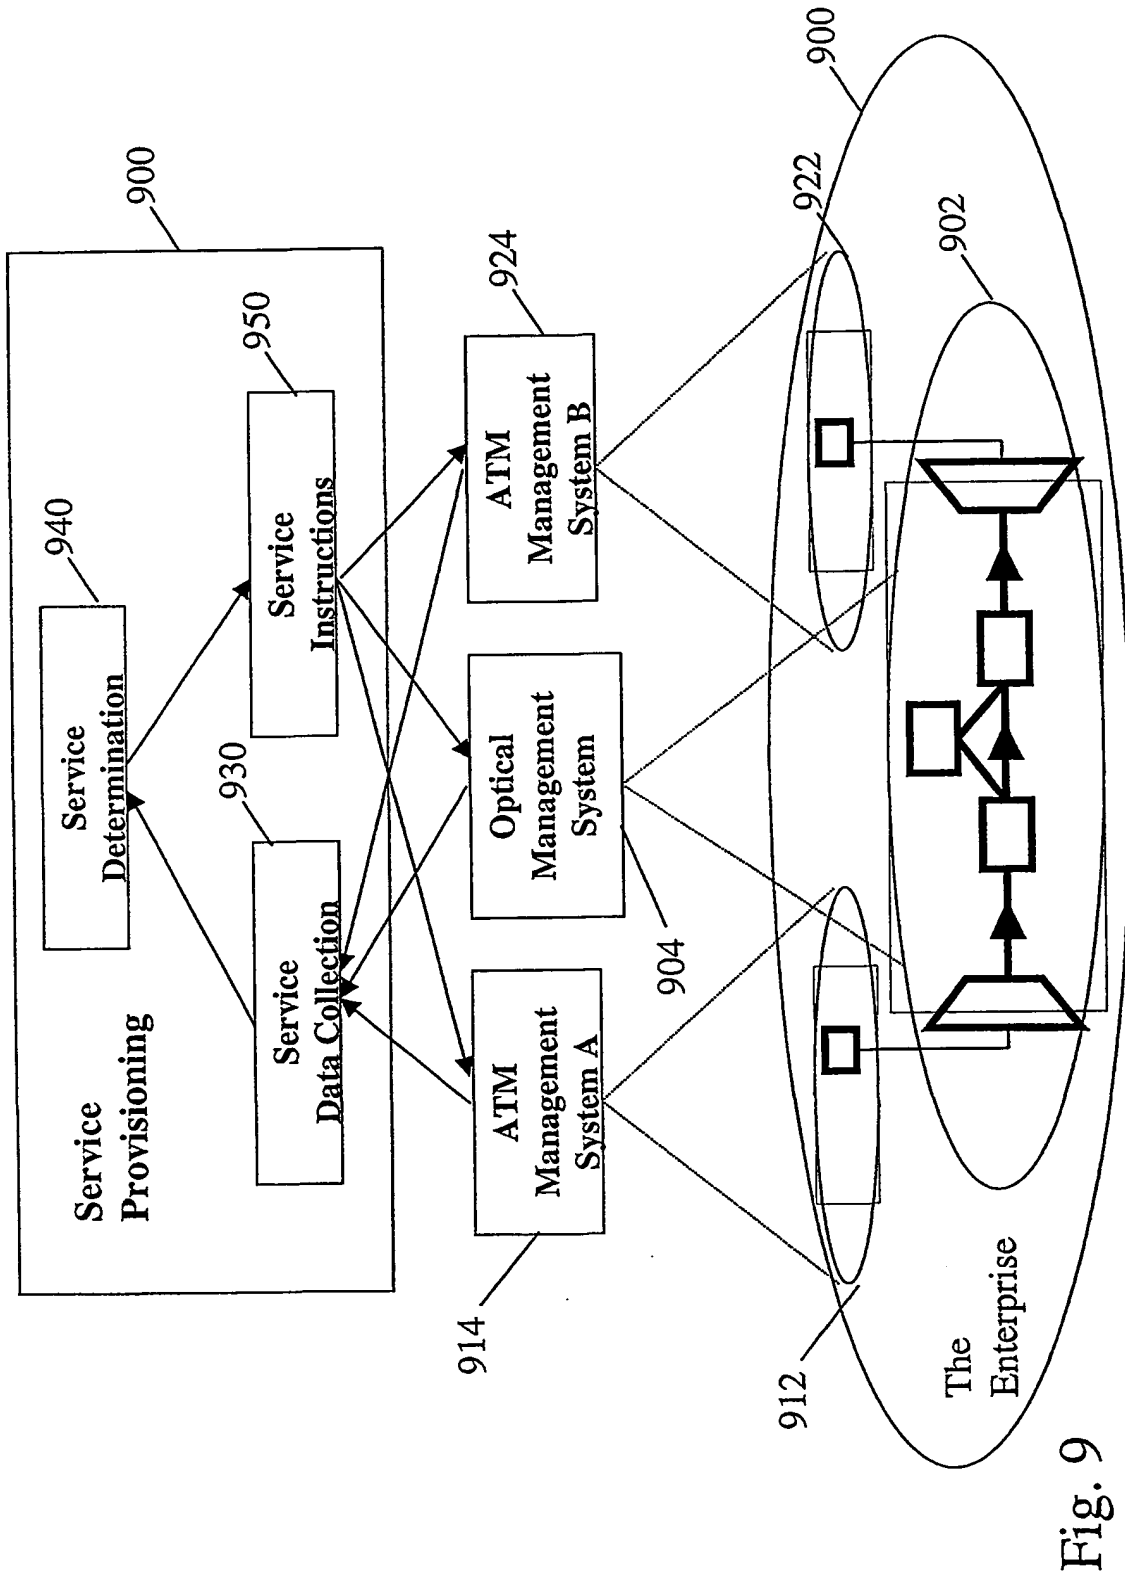 900
Service
Provisioning
940
Service
Determination
930
Service
Data Collection
950
Service
Instructions
914
ATM
Management
System A
Optical
Management
System
904
924
ATM
Management
System B
900
922
902
912
The
Enterprise
Fig. 9